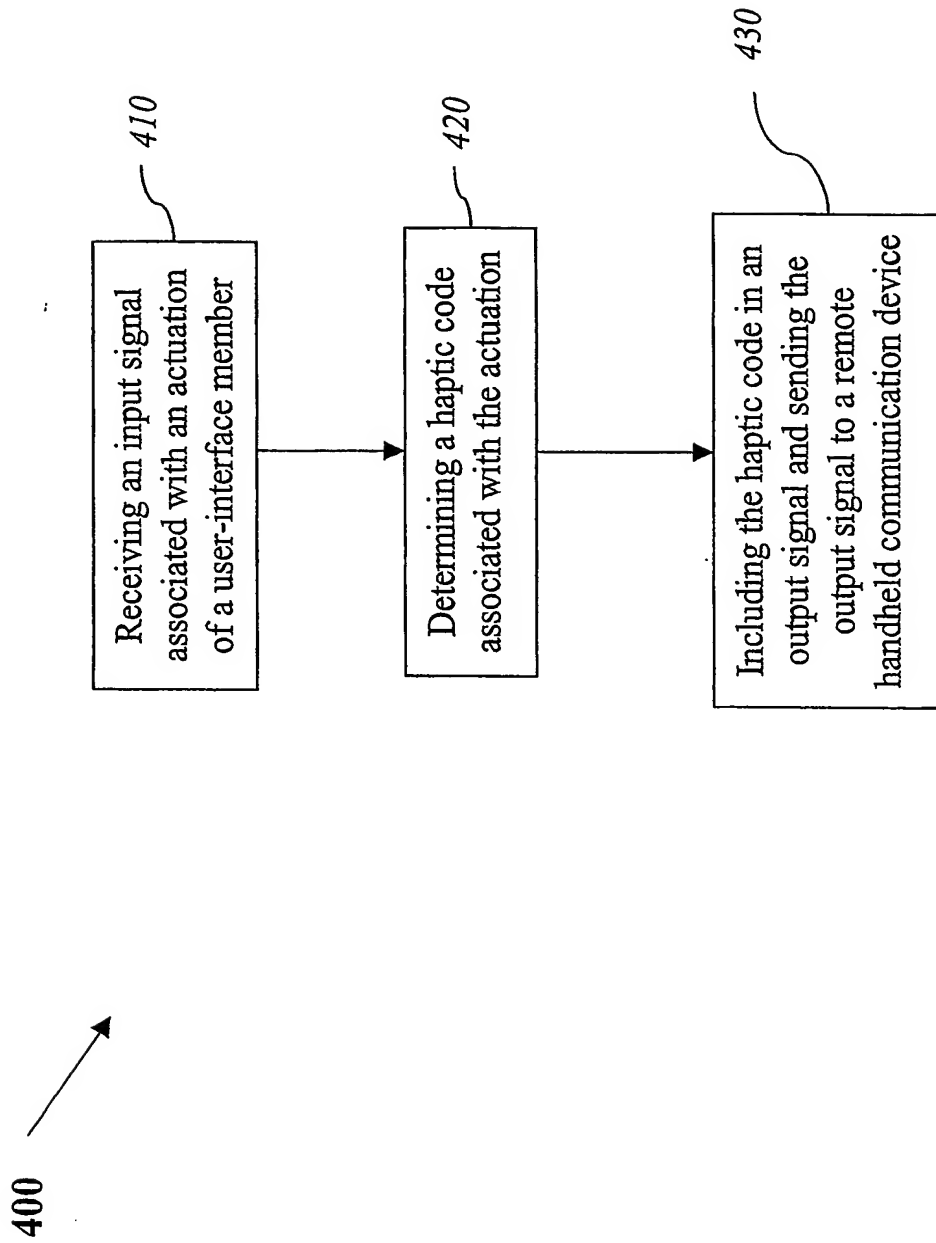 400
410
Receiving an input signal
associated with an actuation
of a user-interface member
420
Determining a haptic code
associated with the actuation
430
Including the haptic code in an
output signal and sending the
output signal to a remote
handheld communication device